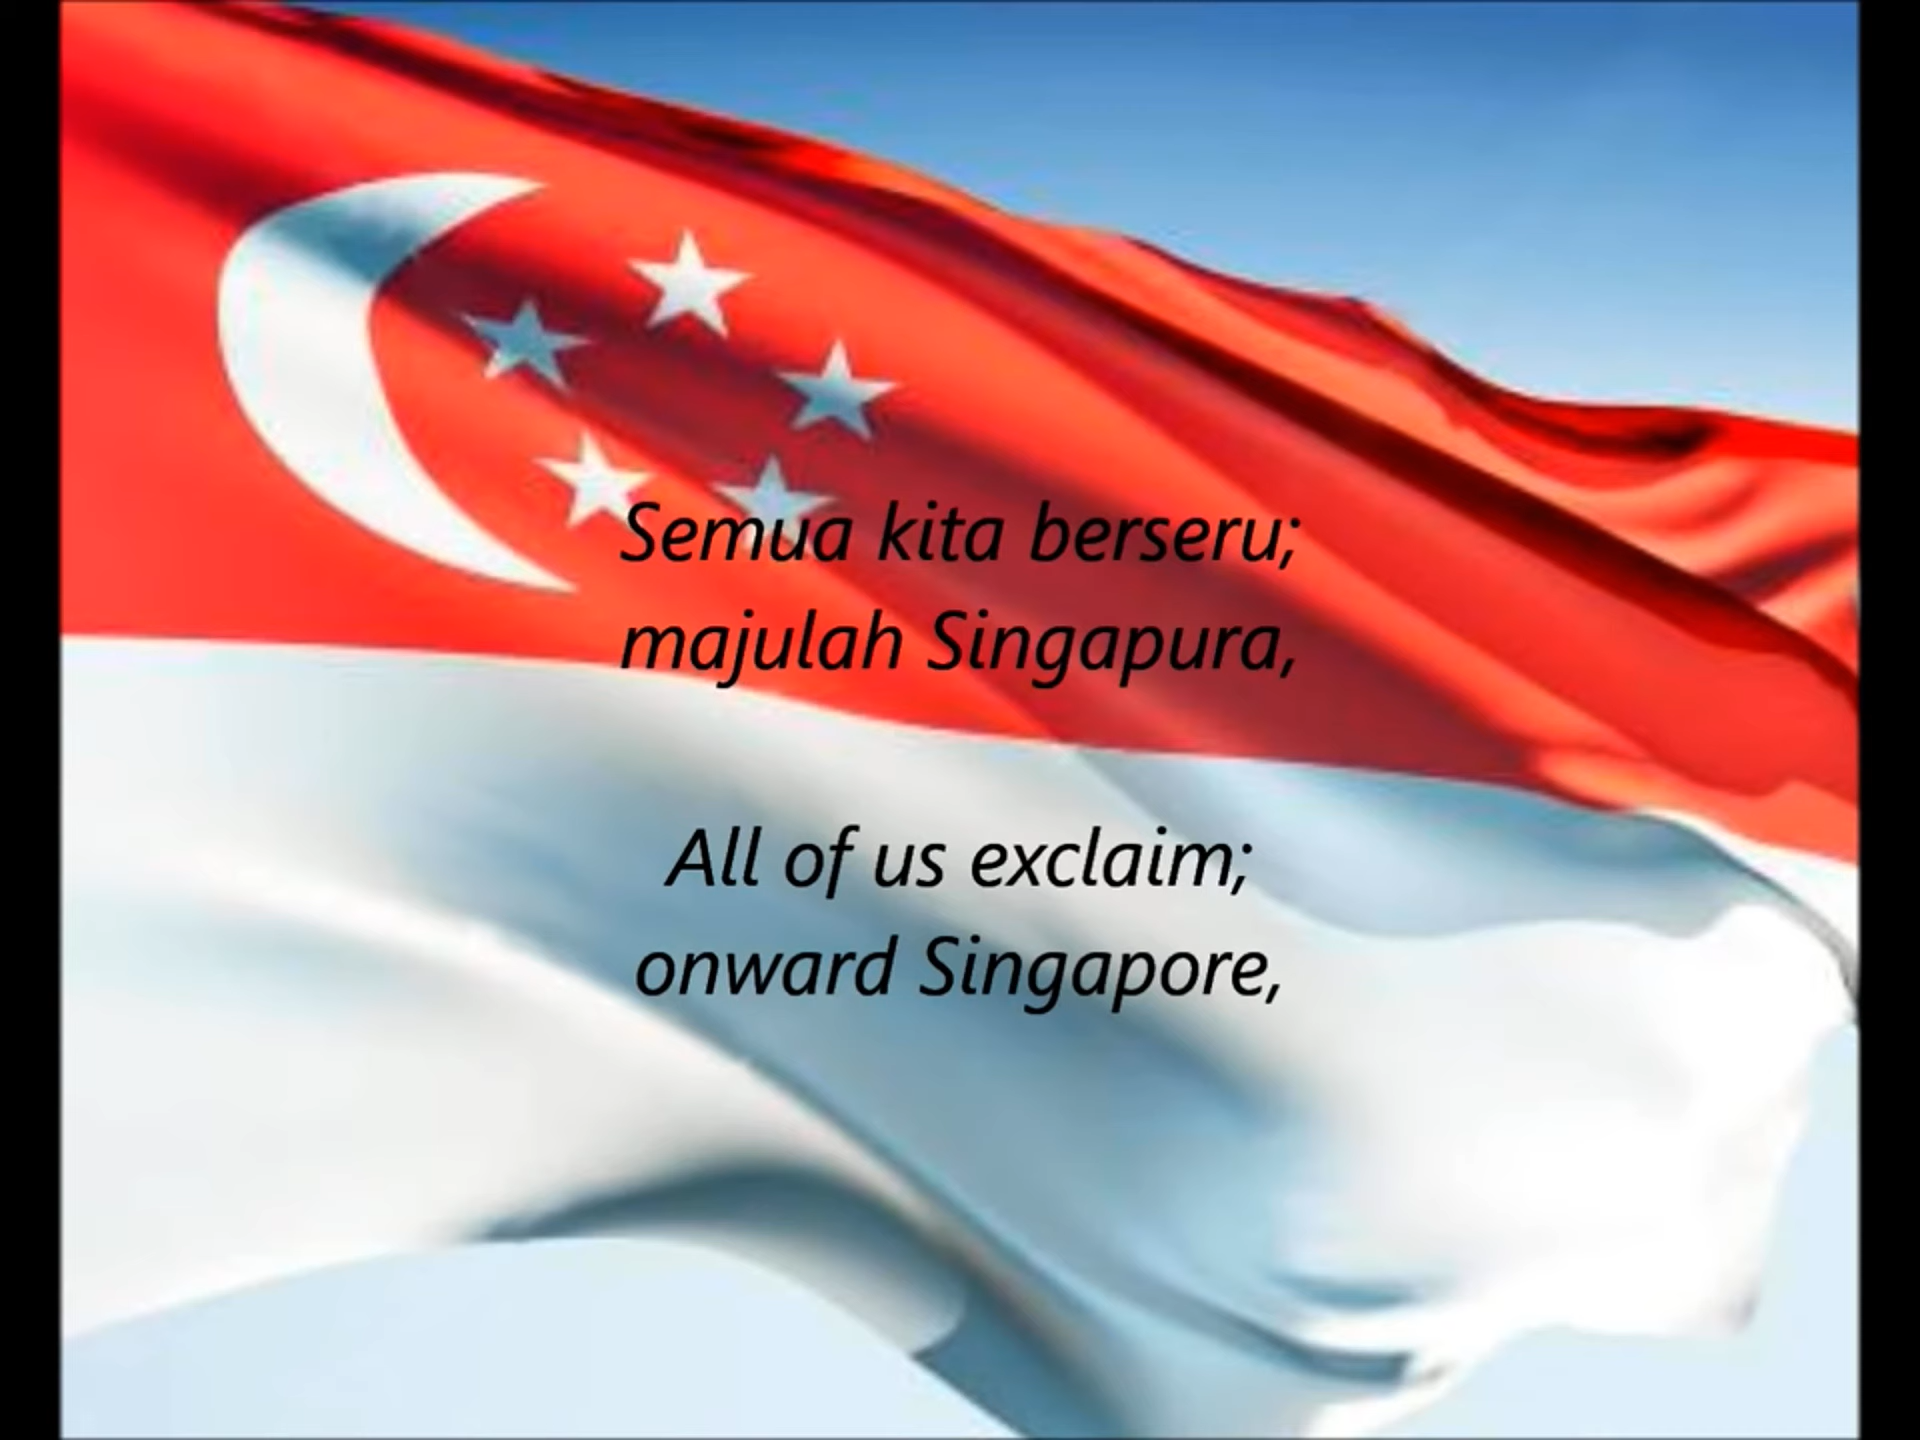 Semua kita berseru;
majulah Singapura,
All of us exclaim;
onward Singapore,